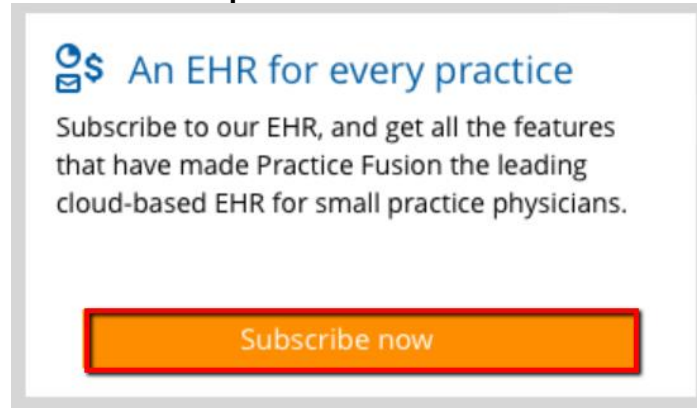 An EHR for every practice
Subscribe to our EHR, and get all the features
that have made Practice Fusion the leading
cloud-based EHR for small practice physicians.
Subscribe now